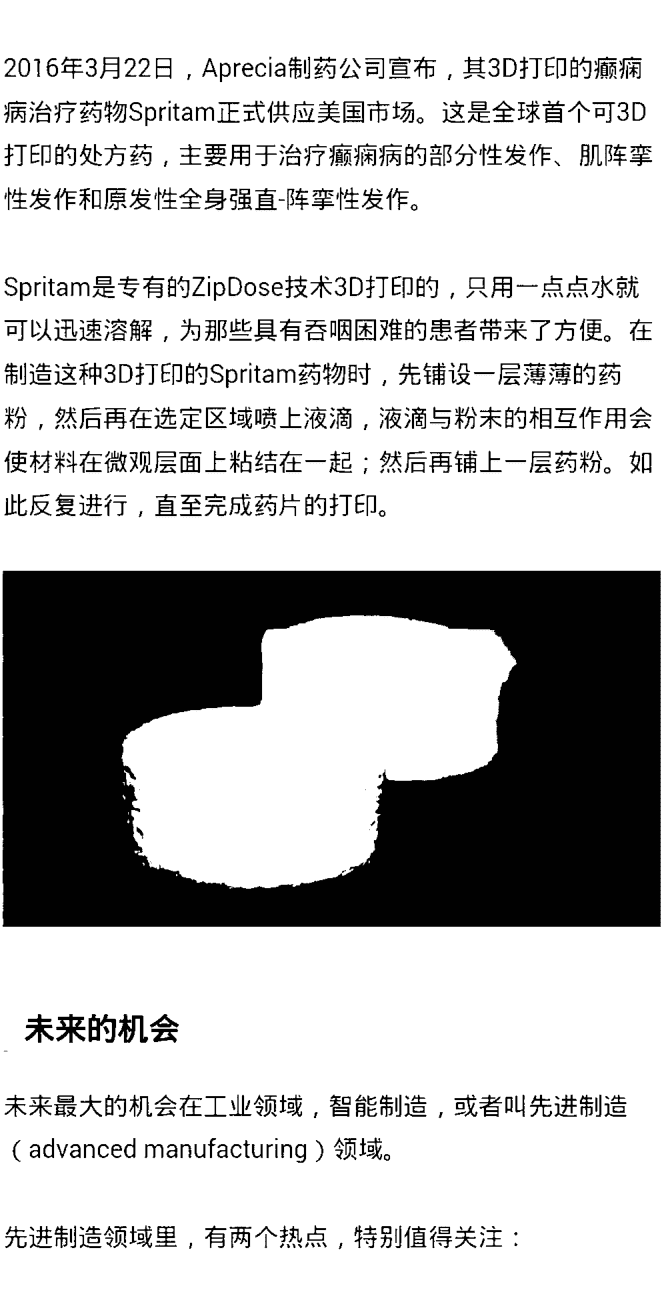 2016年3月22日，Aprecia制药公司宣布，其3D打印的癫痫
病治疗药物Spritam正式供应美国市场。这是全球首个可3D
打印的处方药，主要用于治疗癫痫病的部分性发作、肌阵挛
性发作和原发性全身强直-阵挛性发作。
Spritam是专有的ZipDose技术3D打印的，只用一点点水就
可以迅速溶解，为那些具有吞咽困难的患者带来了方便。在
制造这种3D打印的Spritam药物时，先铺设一层薄薄的药
粉，然后再在选定区域喷上液滴，液滴与粉末的相互作用会
使材料在微观层面上粘结在一起；然后再铺上一层药粉。如
此反复进行，直至完成药片的打印。
未来的机会
未来最大的机会在工业领域，智能制造，或者叫先进制造
（advanced manufacturing）领域。
先进制造领域里，有两个热点，特别值得关注：